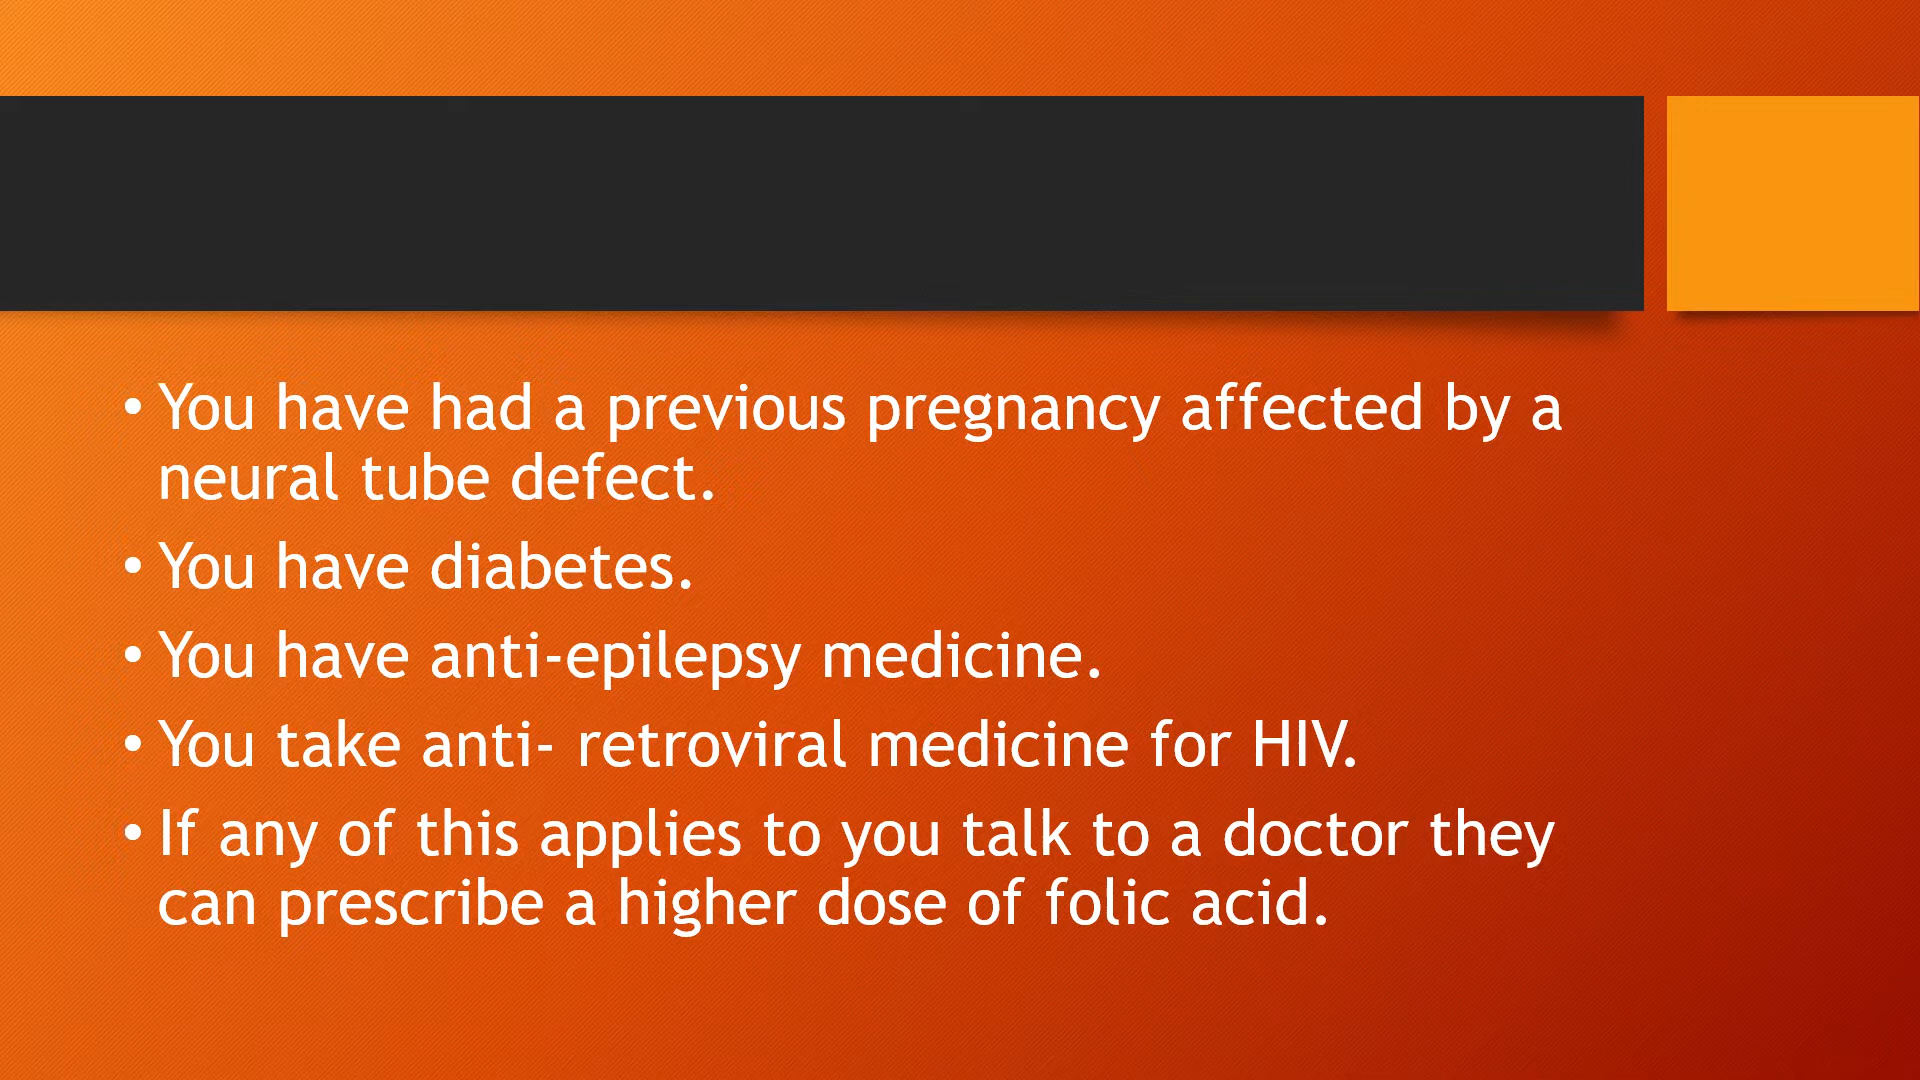 • You have had a previous pregnancy affected by a
neural tube defect.
• You have diabetes.
• You have anti-epilepsy medicine.
• You take anti- retroviral medicine for HIV.
• If any of this applies to you talk to a doctor they
can prescribe a higher dose of folic acid.